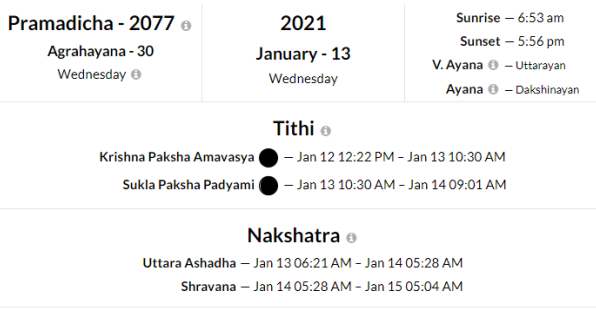 Pramadicha - 2077
Agrahayana - 30
Wednesday
2021
January - 13
Wednesday
Sunrise — 6:53 am
Sunset — 5:56 pm
V. Ayana — Uttarayan
Ayana — Dakshinayan
Tithi
Krishna Paksha Amavasya — Jan 12 12:22 PM – Jan 13 10:30 AM
Sukla Paksha Padyami — Jan 13 10:30 AM – Jan 14 09:01 AM
Nakshatra
Uttara Ashadha — Jan 13 06:21 AM – Jan 14 05:28 AM
Shravana — Jan 14 05:28 AM – Jan 15 05:04 AM